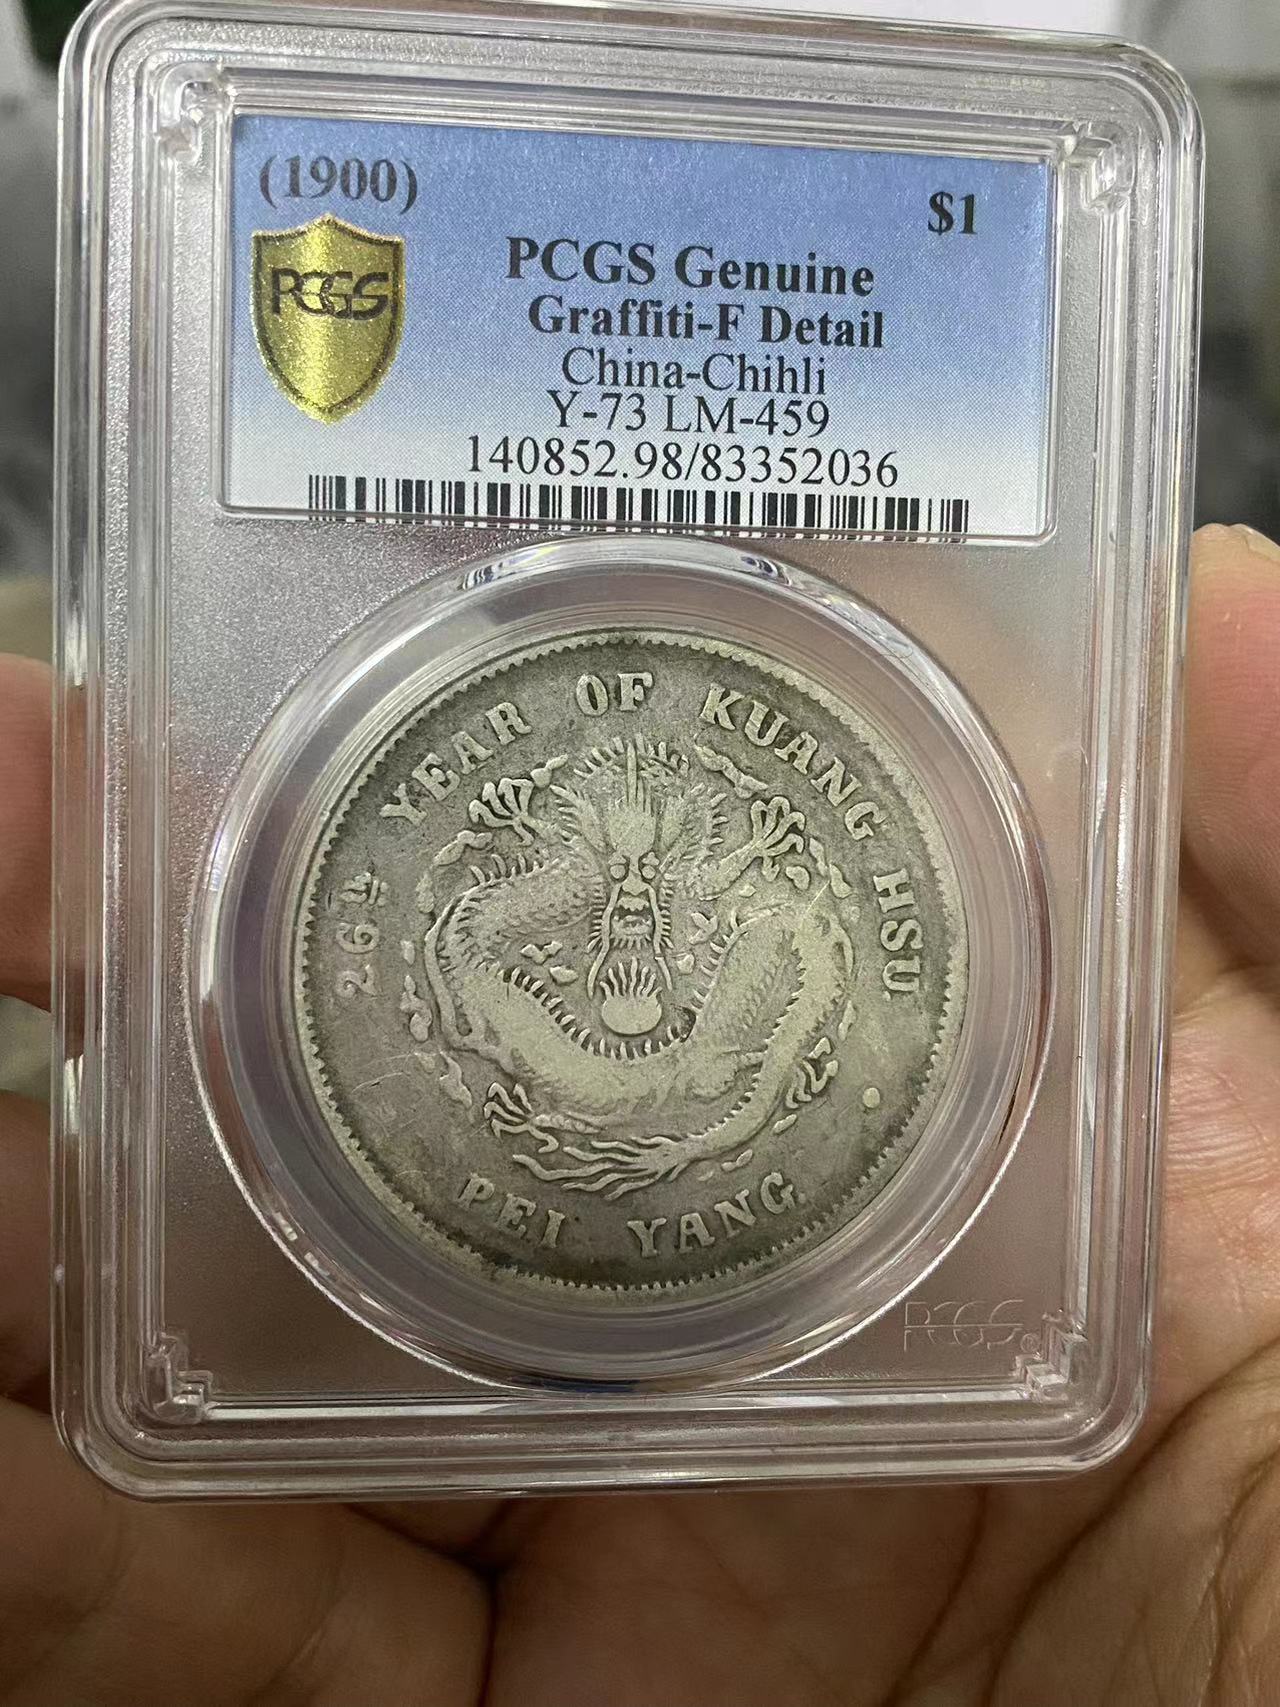 (1900)
$1
PCGS
PCGS Genuine
Graffiti-F Detail
China-Chihli
Y-73 LM-459
140852.98/83352036
26th YEAR OF KUANG HSU
PEI YANG
PCGS